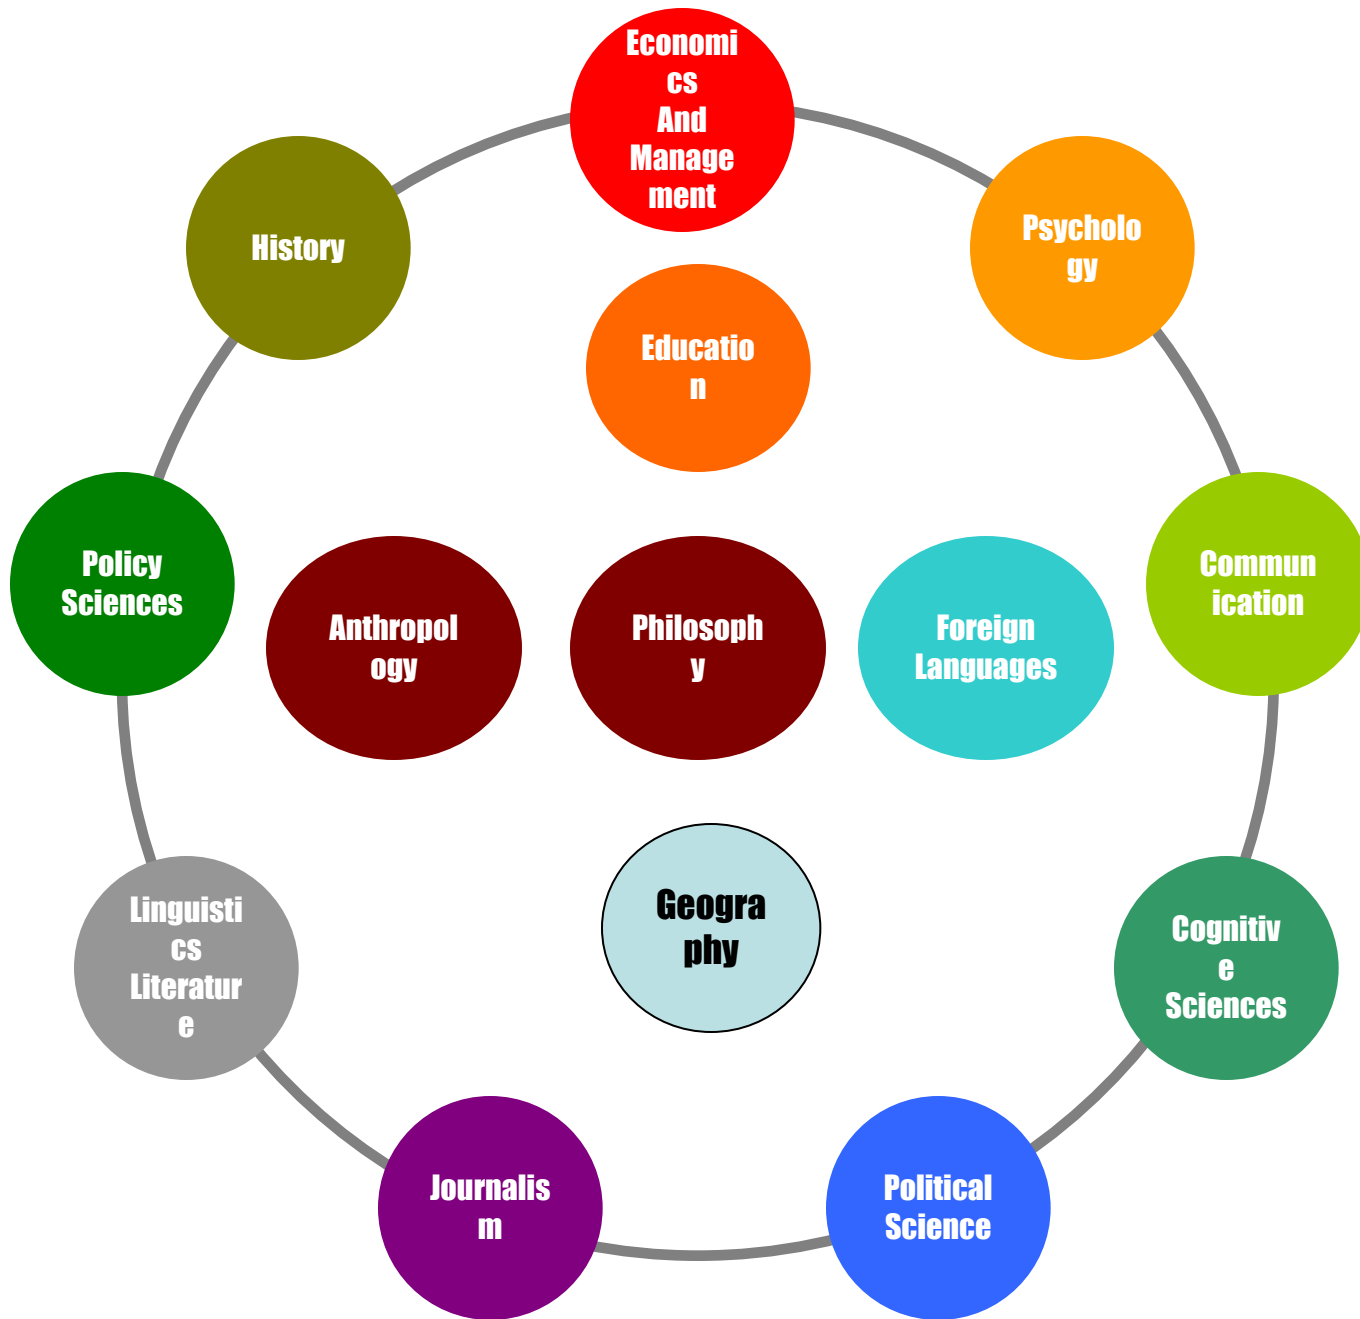 Economi
cs
And
Manage
ment
History
Psycholo
gy
Educatio
n
Policy
Sciences
Commun
ication
Anthropol
ogy
Philosoph
y
Foreign
Languages
Linguisti
cs
Literatur
e
Geogra
phy
Cognitiv
e
Sciences
Journalis
m
Political
Science